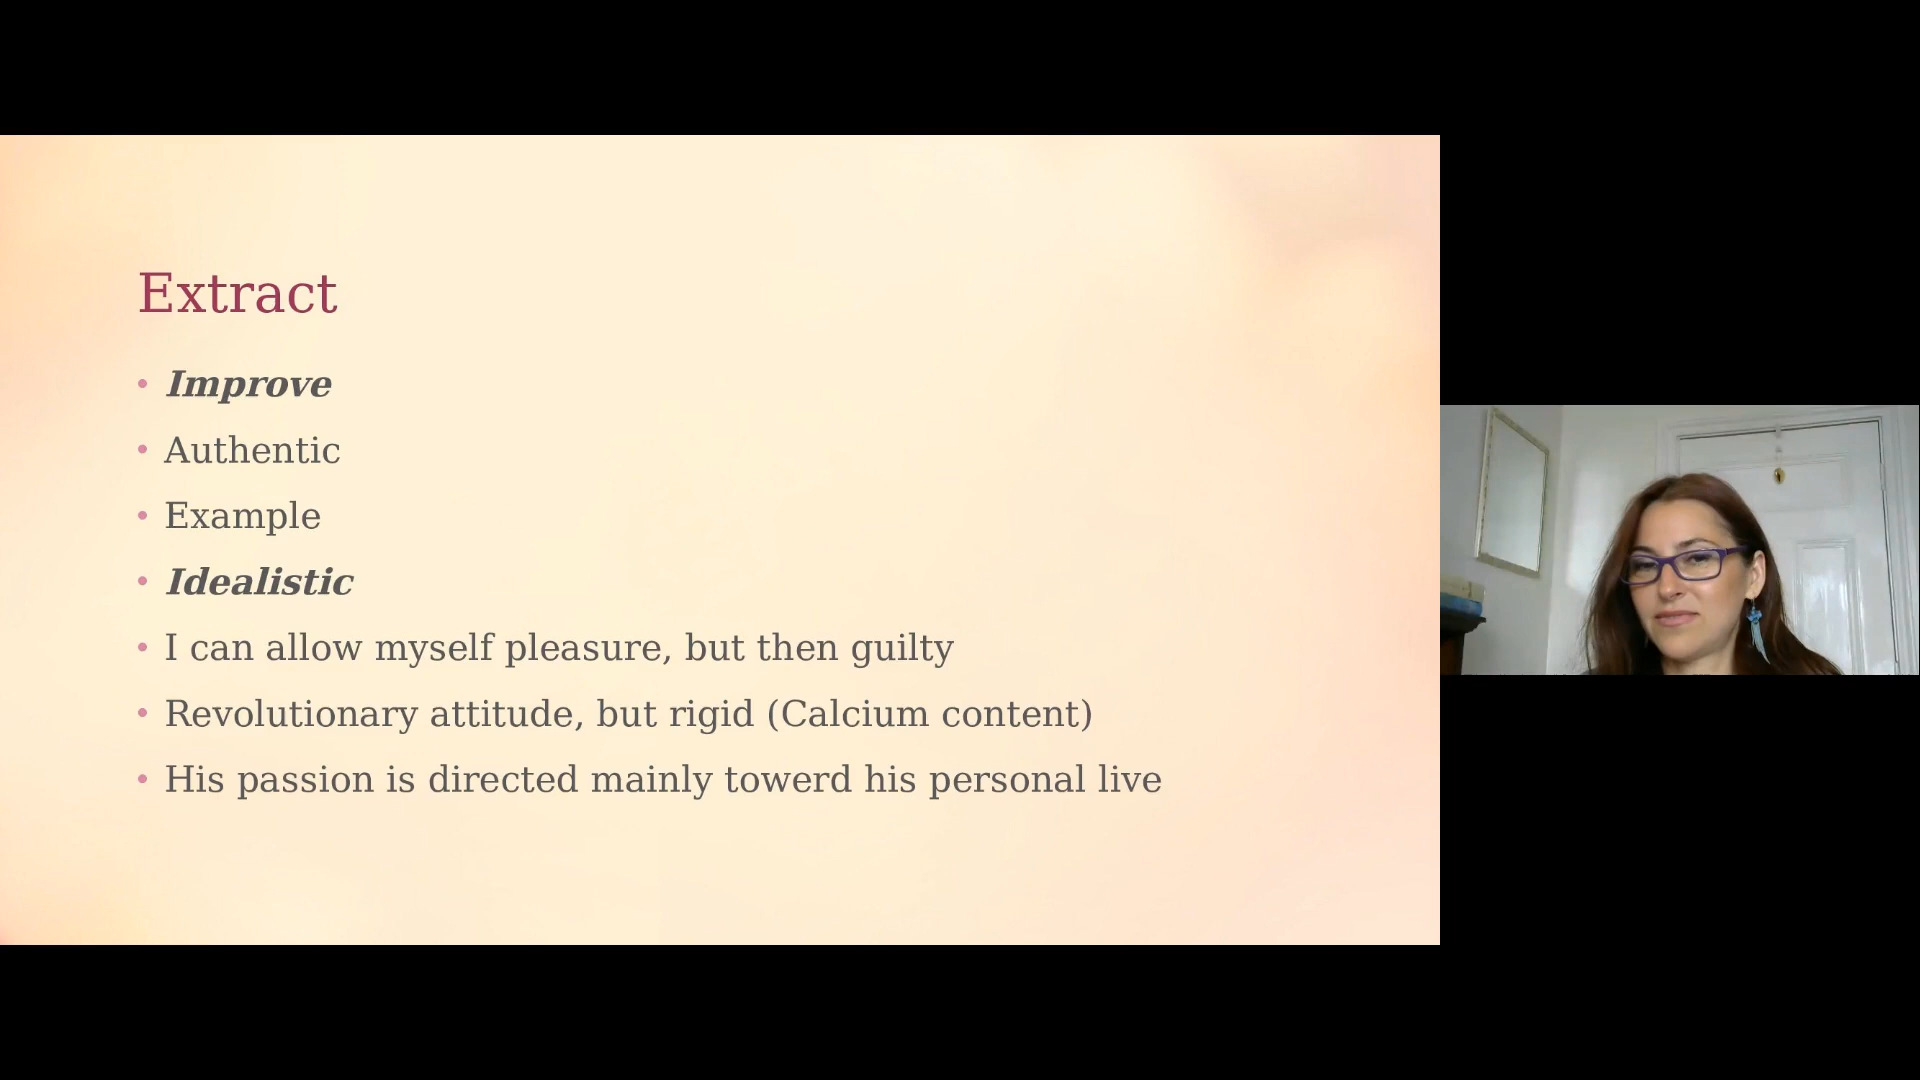 Extract
• Improve
• Authentic
• Example
• Idealistic
• I can allow myself pleasure, but then guilty
• Revolutionary attitude, but rigid (Calcium content)
• His passion is directed mainly towerd his personal live